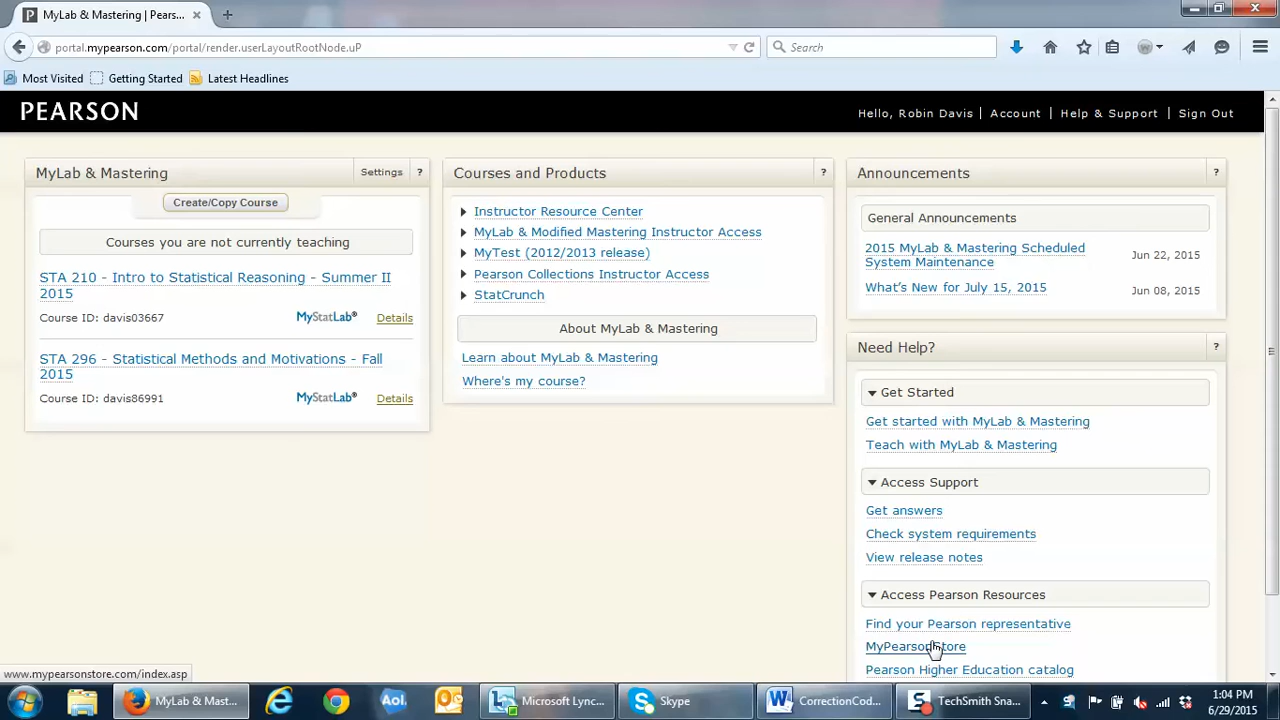 MyLab & Mastering | Pears...
portal.mypearson.com/portal/render.userLayoutRootNode.uP
Search
Most Visited
Getting Started
Latest Headlines
PEARSON
Hello, Robin Davis | Account | Help & Support | Sign Out
MyLab & Mastering
Settings
?
Create/Copy Course
Courses you are not currently teaching
STA 210 - Intro to Statistical Reasoning - Summer II
2015
Course ID: davis03667
MyStatLab®
Details
STA 296 - Statistical Methods and Motivations - Fall
2015
Course ID: davis86991
MyStatLab®
Details
Courses and Products
?
Instructor Resource Center
MyLab & Modified Mastering Instructor Access
MyTest (2012/2013 release)
Pearson Collections Instructor Access
StatCrunch
About MyLab & Mastering
Learn about MyLab & Mastering
Where's my course?
Announcements
?
General Announcements
2015 MyLab & Mastering Scheduled
System Maintenance
Jun 22, 2015
What's New for July 15, 2015
Jun 08, 2015
Need Help?
?
Get Started
Get started with MyLab & Mastering
Teach with MyLab & Mastering
Access Support
Get answers
Check system requirements
View release notes
Access Pearson Resources
Find your Pearson representative
MyPearsonStore
Pearson Higher Education catalog
www.mypearsonstore.com/index.asp
MyLab & Mast...
Aol
Microsoft Lync...
Skype
CorrectionCod...
TechSmith Sna...
1:04 PM
6/29/2015